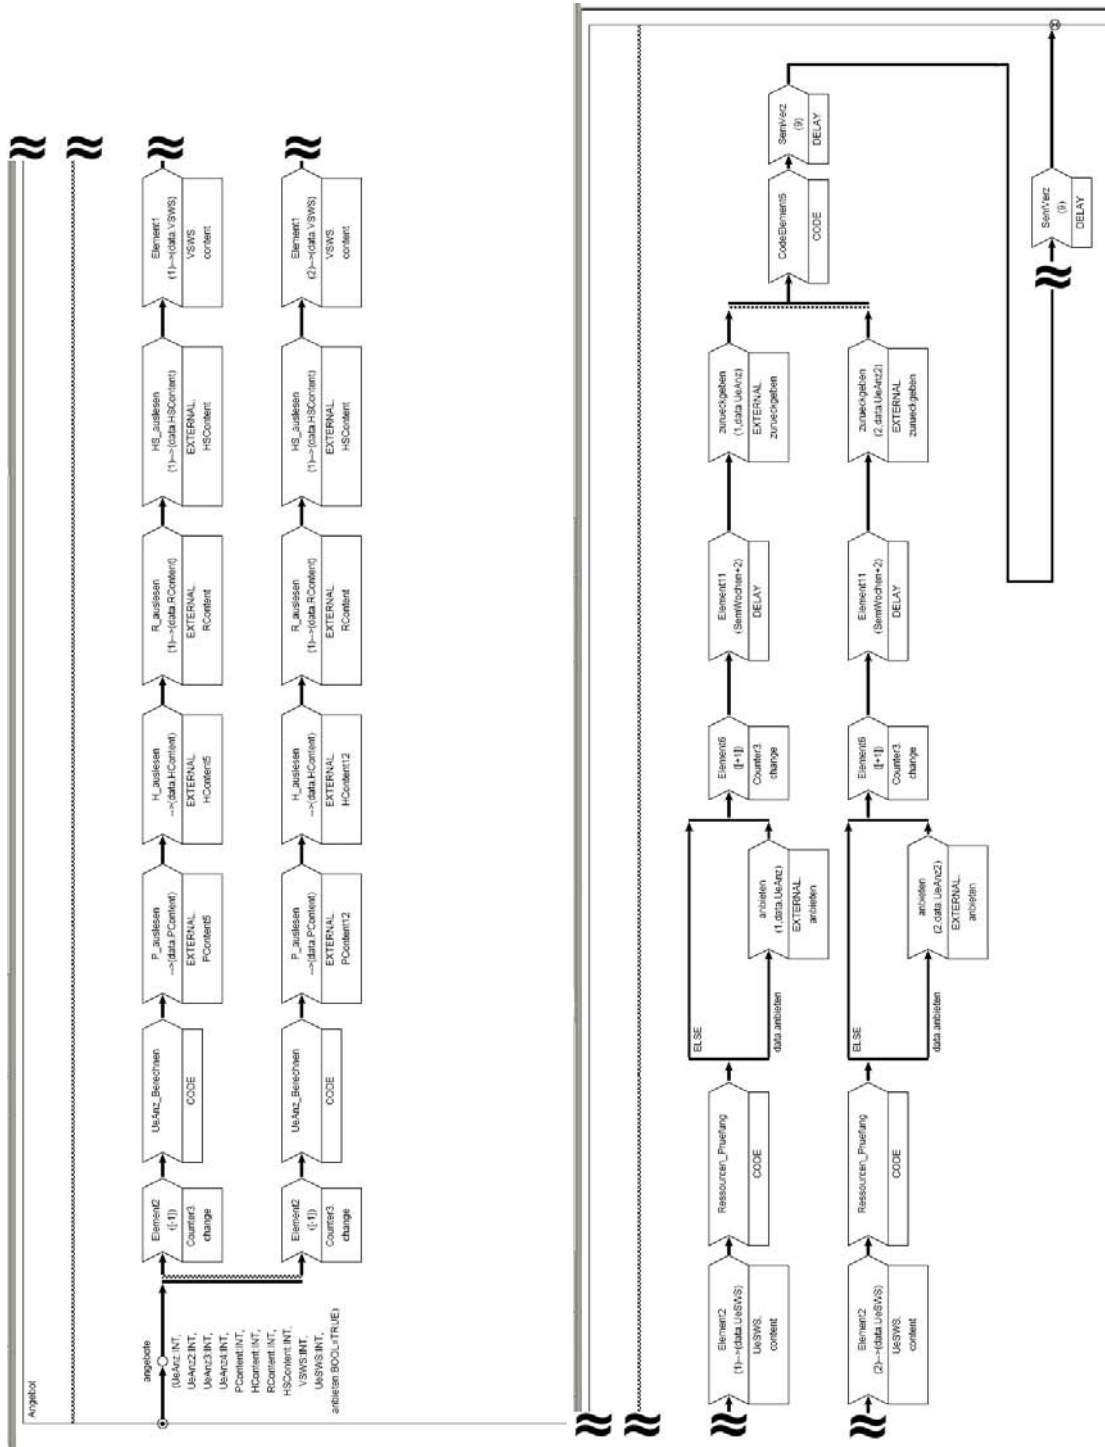 Angebot
angebote
(UeAnz:INT,
UeAnz2:INT,
UeAnz3:INT,
UeAnz4:INT,
PContent:INT,
HContent:INT,
RContent:INT,
HSContent:INT,
VSWS:INT,
UeSWS:INT,
anbieten:BOOL=TRUE)
Element2
([-1])
Counter3.
change
UeAnz_Berechnen
CODE
P_auslesen
-->(data.PContent)
EXTERNAL.
PContent5
H_auslesen
-->(data.HContent)
EXTERNAL.
HContent5
R_auslesen
(1)-->(data.RContent)
EXTERNAL.
RContent
HS_auslesen
(1)-->(data.HSContent)
EXTERNAL.
HSContent
Element1
(1)-->(data.VSWS)
VSWS.
content
Element2
([-1])
Counter3.
change
UeAnz_Berechnen
CODE
P_auslesen
-->(data.PContent)
EXTERNAL.
PContent12
H_auslesen
-->(data.HContent)
EXTERNAL.
HContent12
R_auslesen
(1)-->(data.RContent)
EXTERNAL.
RContent
HS_auslesen
(1)-->(data.HSContent)
EXTERNAL.
HSContent
Element1
(2)-->(data.VSWS)
VSWS.
content
Element2
(1)-->(data.UeSWS)
UeSWS.
content
Ressourcen_Pruefung
CODE
ELSE
data.anbieten
anbieten
(1,data.UeAnz)
EXTERNAL.
anbieten
Element6
([+1])
Counter3.
change
Element11
(SemWochen+2)
DELAY
zurueckgeben
(1,data.UeAnz)
EXTERNAL.
zurueckgeben
Element2
(2)-->(data.UeSWS)
UeSWS.
content
Ressourcen_Pruefung
CODE
ELSE
data.anbieten
anbieten
(2,data.UeAnz2)
EXTERNAL.
anbieten
Element6
([+1])
Counter3.
change
Element11
(SemWochen+2)
DELAY
zurueckgeben
(2,data.UeAnz2)
EXTERNAL.
zurueckgeben
CodeElement5
CODE
SemVerz
(9)
DELAY
SemVerz
(9)
DELAY